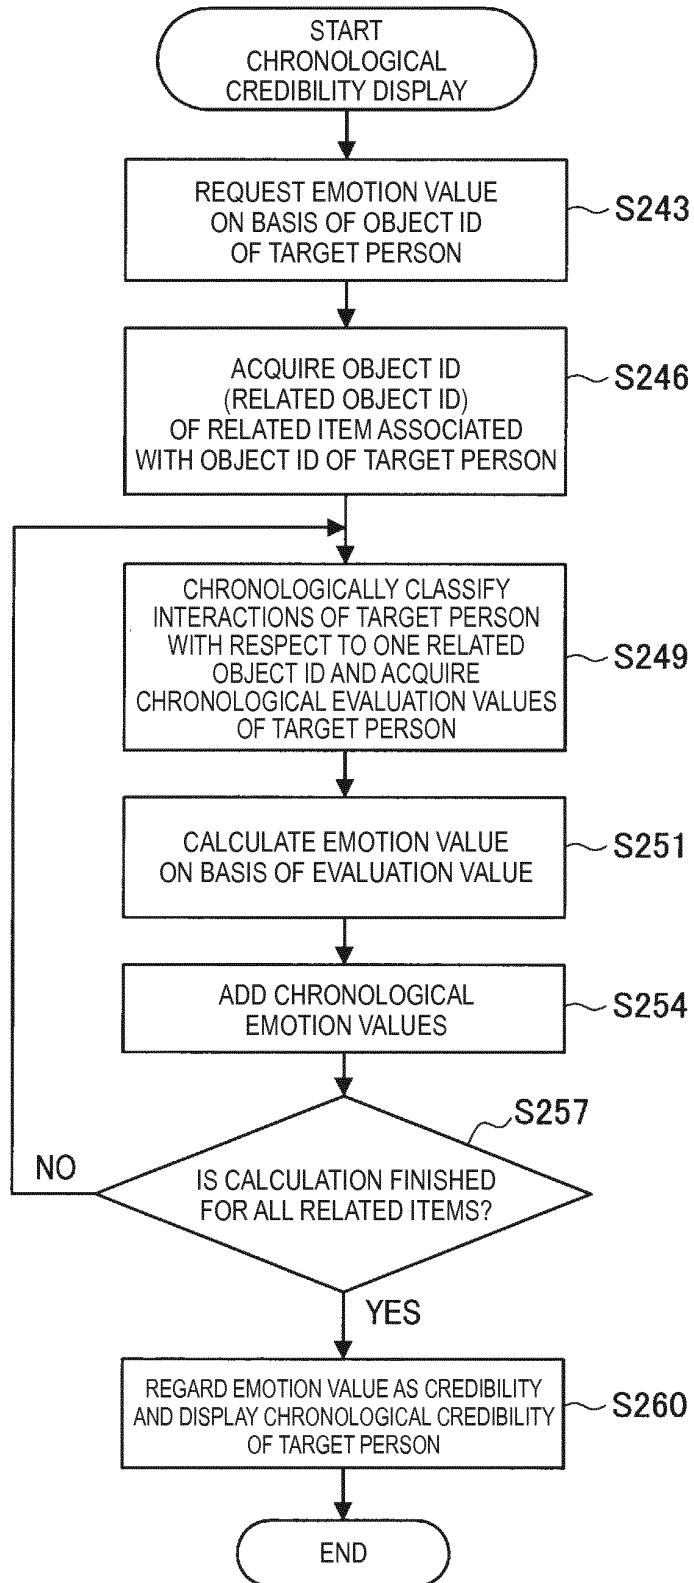 START
CHRONOLOGICAL
CREDIBILITY DISPLAY
REQUEST EMOTION VALUE
ON BASIS OF OBJECT ID
OF TARGET PERSON
S243
ACQUIRE OBJECT ID
(RELATED OBJECT ID)
OF RELATED ITEM ASSOCIATED
WITH OBJECT ID OF TARGET PERSON
S246
CHRONOLOGICALLY CLASSIFY
INTERACTIONS OF TARGET PERSON
WITH RESPECT TO ONE RELATED
OBJECT ID AND ACQUIRE
CHRONOLOGICAL EVALUATION VALUES
OF TARGET PERSON
S249
CALCULATE EMOTION VALUE
ON BASIS OF EVALUATION VALUE
S251
ADD CHRONOLOGICAL
EMOTION VALUES
S254
S257
NO
IS CALCULATION FINISHED
FOR ALL RELATED ITEMS?
YES
REGARD EMOTION VALUE AS CREDIBILITY
AND DISPLAY CHRONOLOGICAL CREDIBILITY
OF TARGET PERSON
S260
END